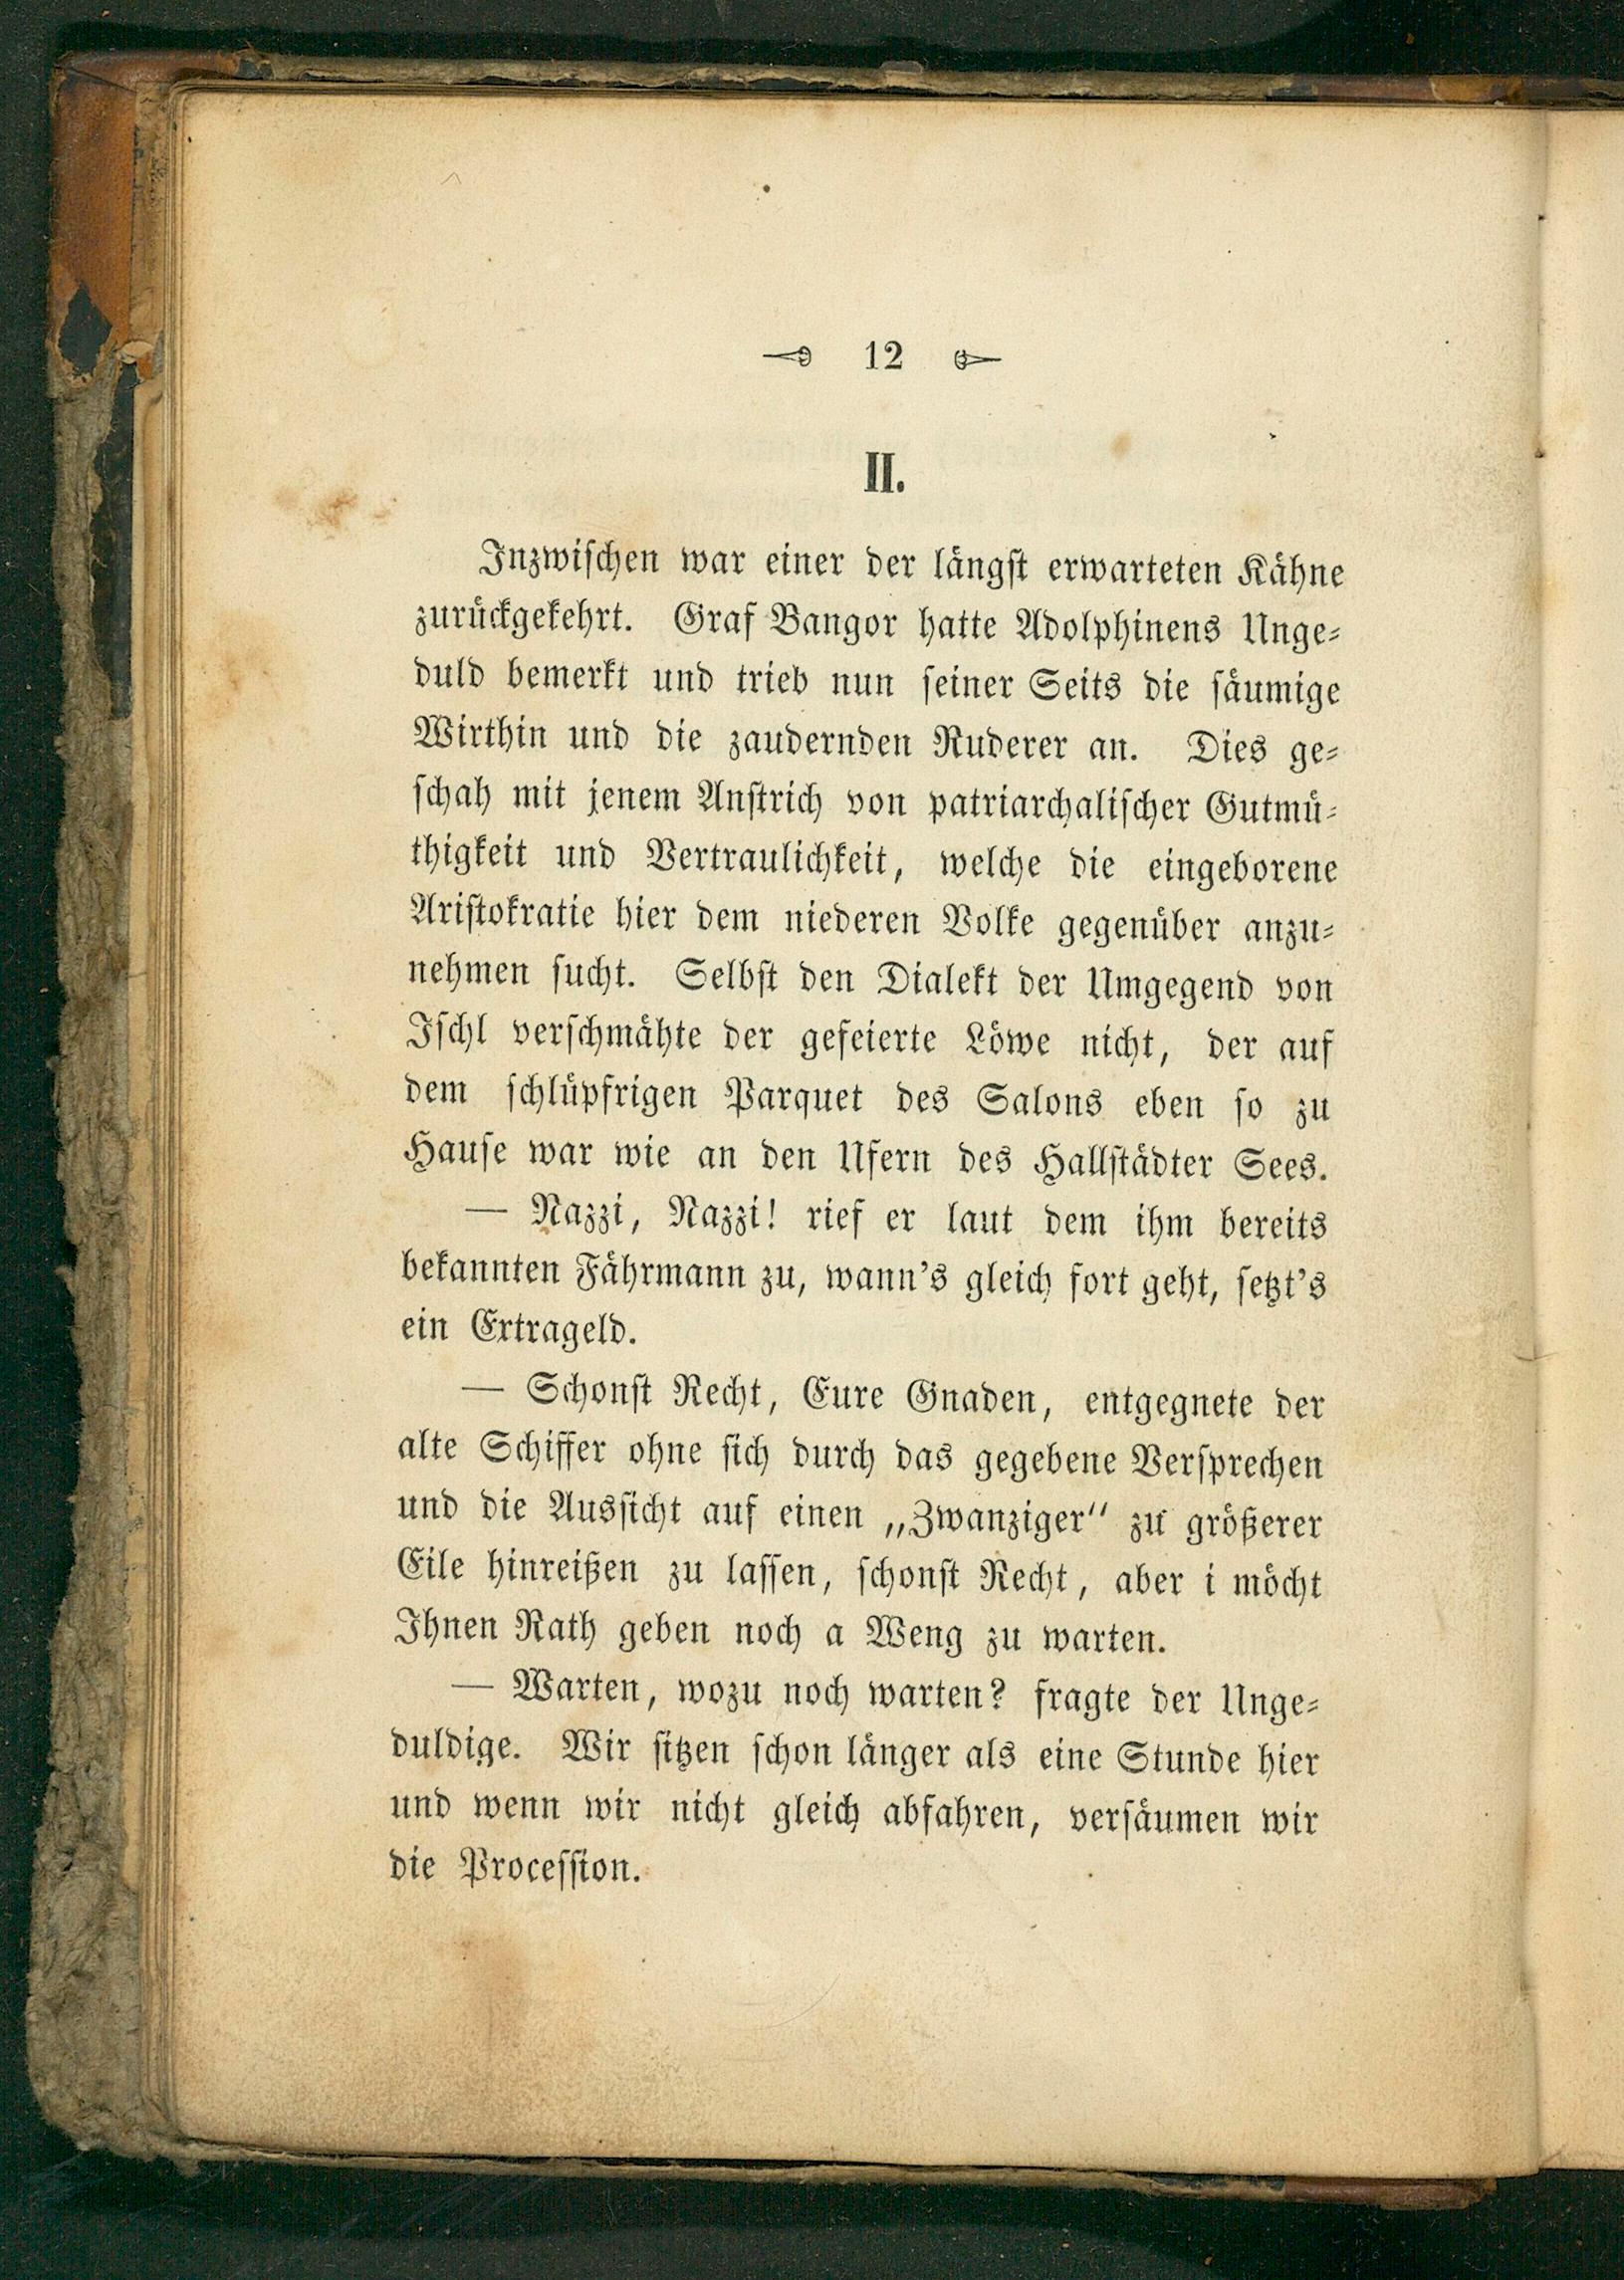 12
II.
Inzwischen war einer der längst erwarteten Kähne
zurückgekehrt. Graf Bangor hatte Adolphinens Unge-
duld bemerkt und trieb nun seiner Seits die säumige
Wirthin und die zaudernden Ruderer an. Dies ge-
schah mit jenem Anstrich von patriarchalischer Gutmü-
thigkeit und Vertraulichkeit, welche die eingeborene
Aristokratie hier dem niederen Volke gegenüber anzu-
nehmen sucht. Selbst den Dialekt der Umgegend von
Ischl verschmähte der gefeierte Löwe nicht, der auf
dem schlüpfrigen Parquet des Salons eben so zu
Hause war wie an den Ufern des Hallstädter Sees.
— Nazzi, Nazzi! rief er laut dem ihm bereits
bekannten Fährmann zu, wann's gleich fort geht, setzt's
ein Extrageld.
— Schonst Recht, Eure Gnaden, entgegnete der
alte Schiffer ohne sich durch das gegebene Versprechen
und die Aussicht auf einen „Zwanziger“ zu größerer
Eile hinreißen zu lassen, schonst Recht, aber i möcht
Ihnen Rath geben noch a Weng zu warten.
— Warten, wozu noch warten? fragte der Unge-
duldige. Wir sitzen schon länger als eine Stunde hier
und wenn wir nicht gleich abfahren, versäumen wir
die Procession.